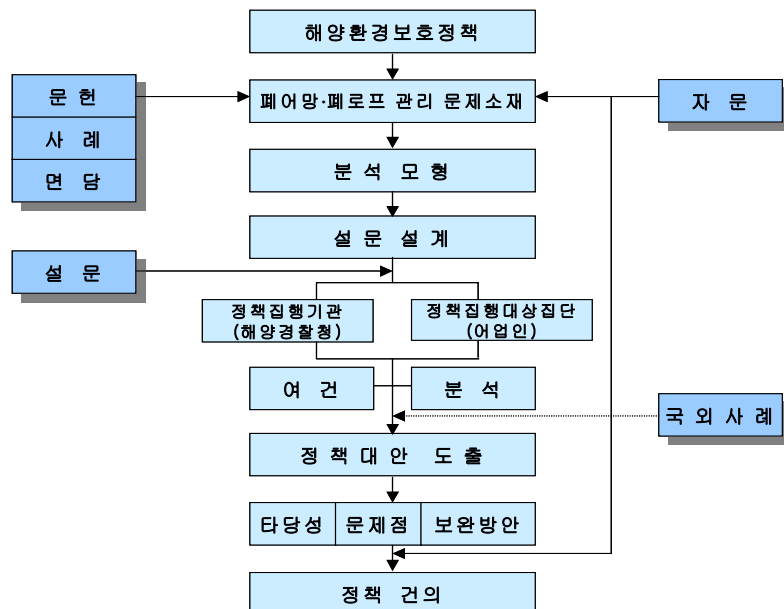 해양환경보호정책
문 헌
사 례
면 담
폐어망·폐로프 관리 문제소재
자 문
분 석 모 형
설 문 설 계
설 문
정책집행기관
(해양경찰청)
정책집행대상집단
(어업인)
여 건
분 석
국 외 사 례
정 책 대 안 도 출
타당성
문제점
보완방안
정책 건의